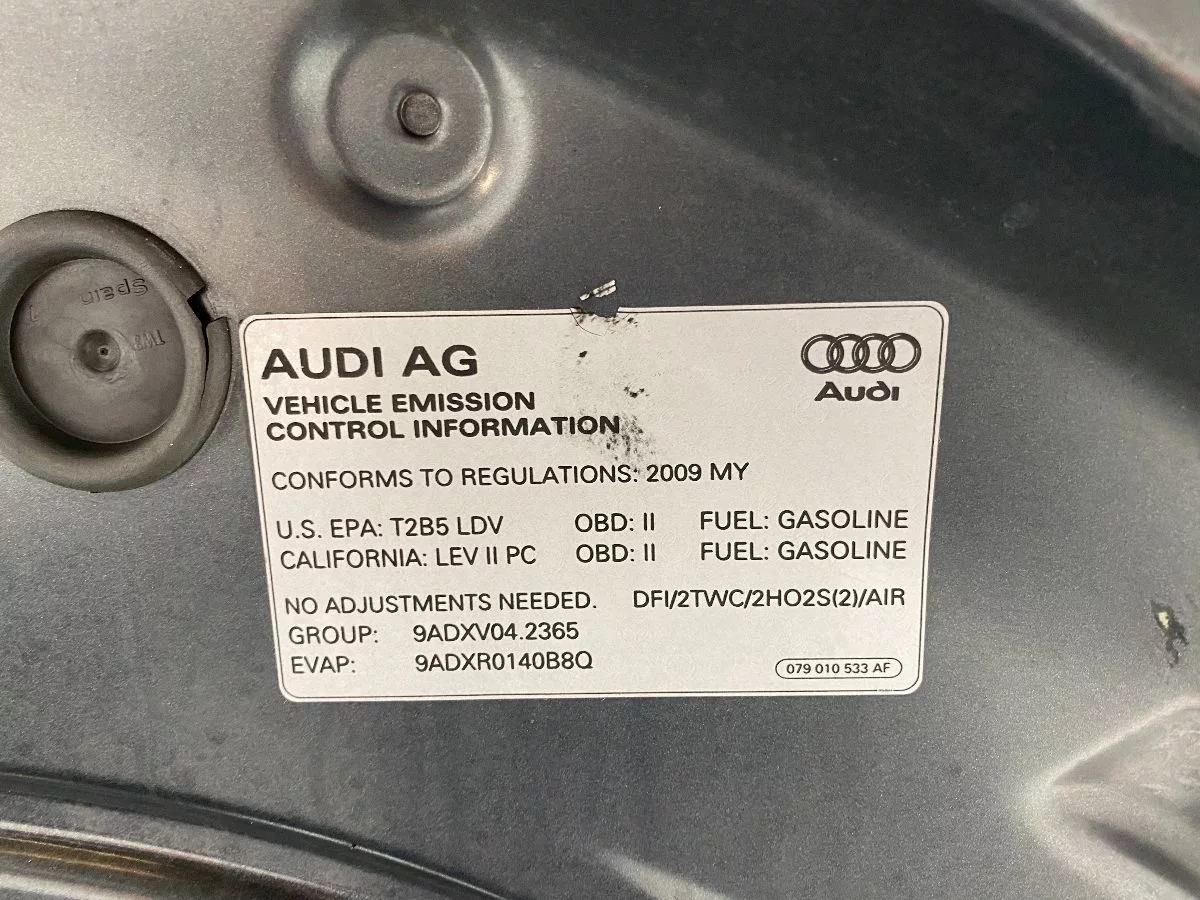 AUDI AG
Audi
VEHICLE EMISSION
CONTROL INFORMATION
CONFORMS TO REGULATIONS: 2009 MY
U.S. EPA: T2B5 LDV OBD: II FUEL: GASOLINE
CALIFORNIA: LEV II PC OBD: II FUEL: GASOLINE
NO ADJUSTMENTS NEEDED. DFI/2TWC/2HO2S(2)/AIR
GROUP: 9ADXV04.2365
EVAP: 9ADXR0140B8Q
079 010 533 AF